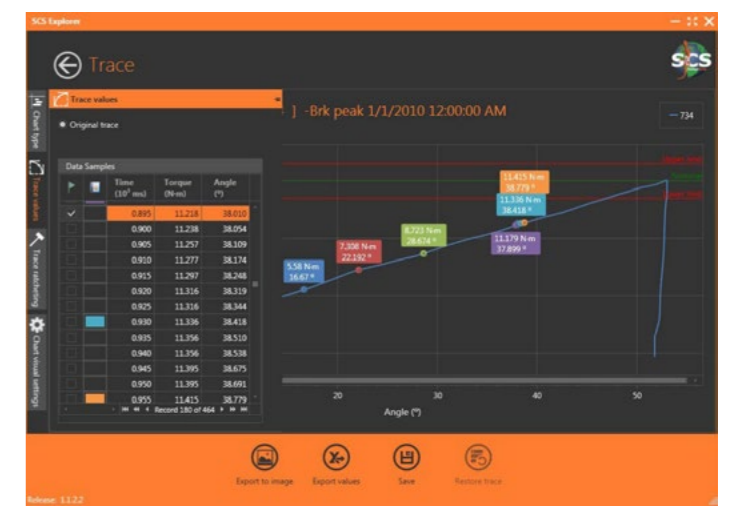 SCS Explorer
Trace
SCS
Chart type
Trace values
Trace ratcheting
Chart visual settings
Trace values
Original trace
Data Samples
Time (10³ ms) Torque (N·m) Angle (°)
0.895 11.218 38.010
0.900 11.238 38.054
0.905 11.257 38.109
0.910 11.277 38.174
0.915 11.297 38.248
0.920 11.316 38.319
0.925 11.316 38.344
0.930 11.336 38.418
0.935 11.356 38.510
0.940 11.356 38.538
0.945 11.395 38.675
0.950 11.395 38.691
0.955 11.415 38.779
Record 180 of 464
] -Brk peak 1/1/2010 12:00:00 AM
734
11.415 N·m
38.779 °
11.336 N·m
38.418 °
8.723 N·m
28.674 °
11.179 N·m
37.899 °
7.308 N·m
22.192 °
5.58 N·m
16.67 °
20 30 40 50
Angle (°)
Export to image
Export values
Save
Restore trace
Release: 1.1.2.2